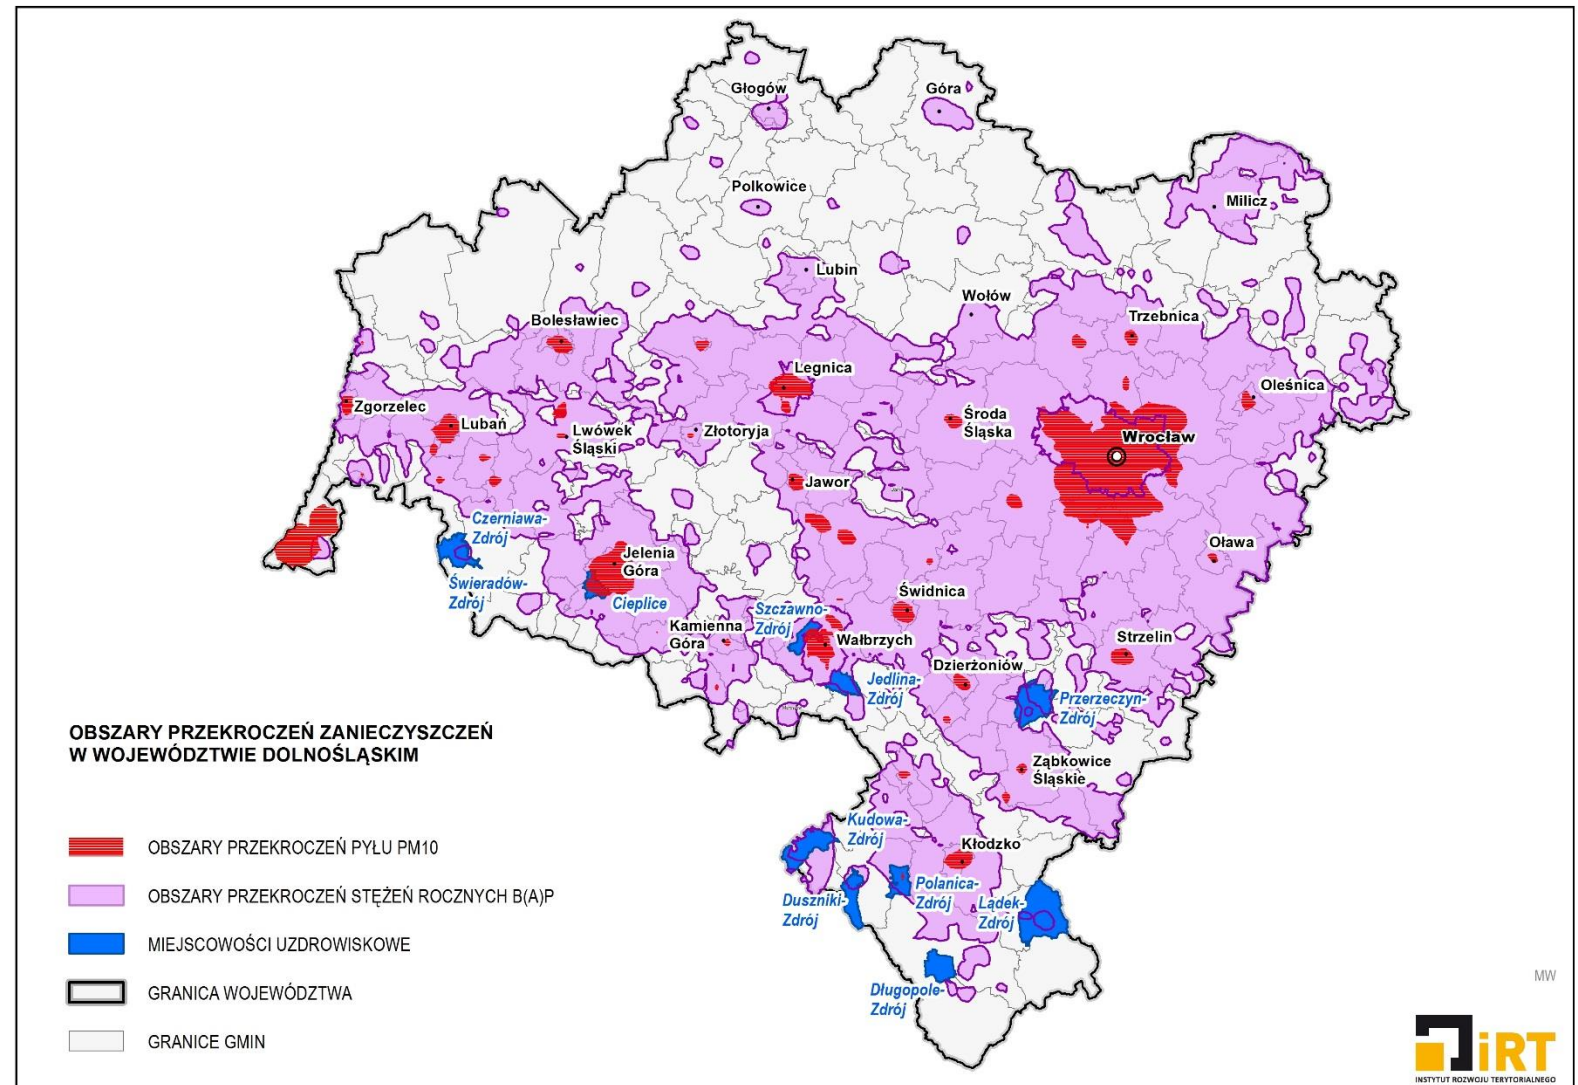 Głogów
Góra
Polkowice
Milicz
Lubin
Wołów
Bolesławiec
Trzebnica
Legnica
Oleśnica
Zgorzelec
Lubań
Lwówek
Śląski
Złotoryja
Środa
Śląska
Wrocław
Jawor
Czerniawa-
Zdrój
Jelenia
Góra
Oława
Świeradów-
Zdrój
Cieplice
Szczawno-
Zdrój
Świdnica
Kamienna
Góra
Wałbrzych
Strzelin
Dzierżoniów
Jedlina-
Zdrój
Przerzeczyn-
Zdrój
OBSZARY PRZEKROCZEŃ ZANIECZYSZCZEŃ
W WOJEWÓDZTWIE DOLNOŚLĄSKIM
Ząbkowice
Śląskie
Kudowa-
Zdrój
Kłodzko
Duszniki-
Zdrój
Polanica-
Zdrój
Lądek-
Zdrój
Długopole-
Zdrój
OBSZARY PRZEKROCZEŃ PYŁU PM10
OBSZARY PRZEKROCZEŃ STĘŻEŃ ROCZNYCH B(A)P
MIEJSCOWOŚCI UZDROWISKOWE
GRANICA WOJEWÓDZTWA
GRANICE GMIN
MW
iRT
INSTYTUT ROZWOJU TERYTORIALNEGO